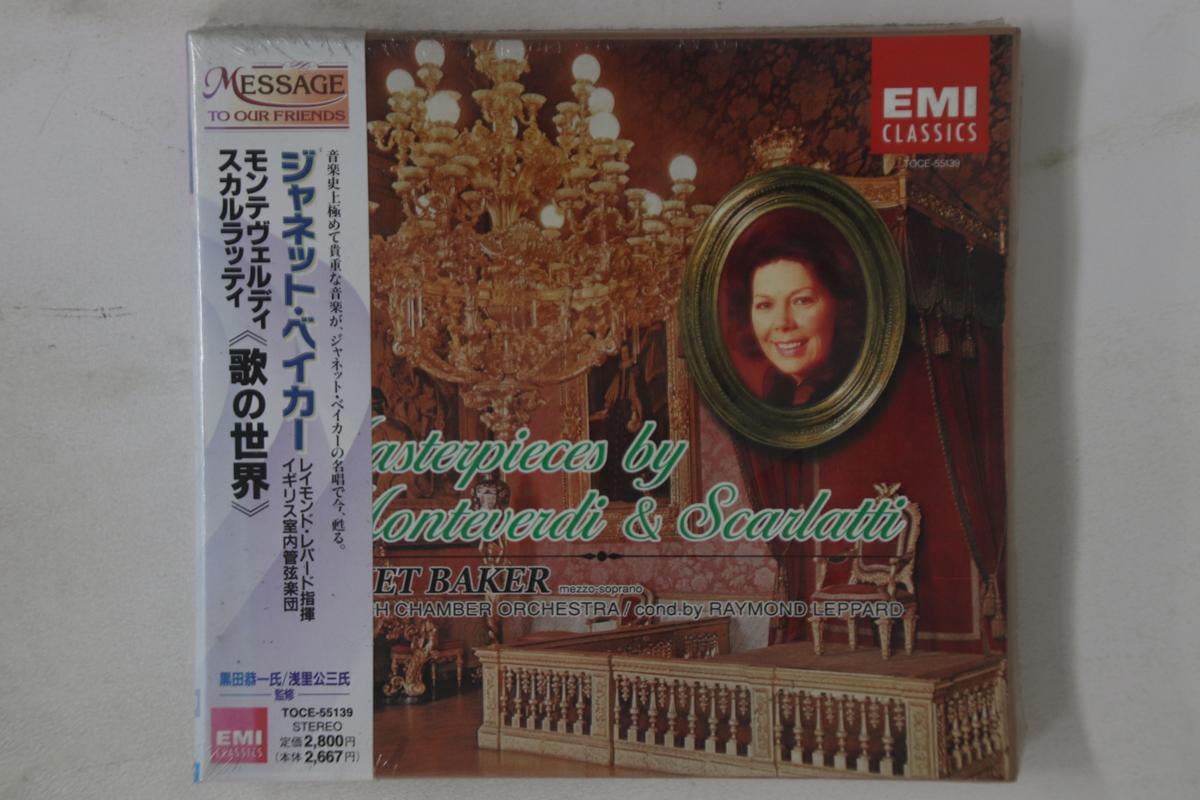 MESSAGE
TO OUR FRIENDS
音楽史上極めて貴重な音楽が、ジャネット・ベイカーの名唱で今、甦る。
ジャネット・ベイカー
レイモンド・レパード指揮
イギリス室内管弦楽団
モンテヴェルディ
スカルラッティ
《歌の世界》
黒田恭一氏/浅里公三氏
監修
TOCE-55139
STEREO
定価2,800円
(本体2,667円)
EMI
CLASSICS
EMI
CLASSICS
TOCE-55139
asterpieces by
onteverdi & Scarlatti
ET BAKER mezzo-soprano
H CHAMBER ORCHESTRA / cond.by RAYMOND LEPPARD